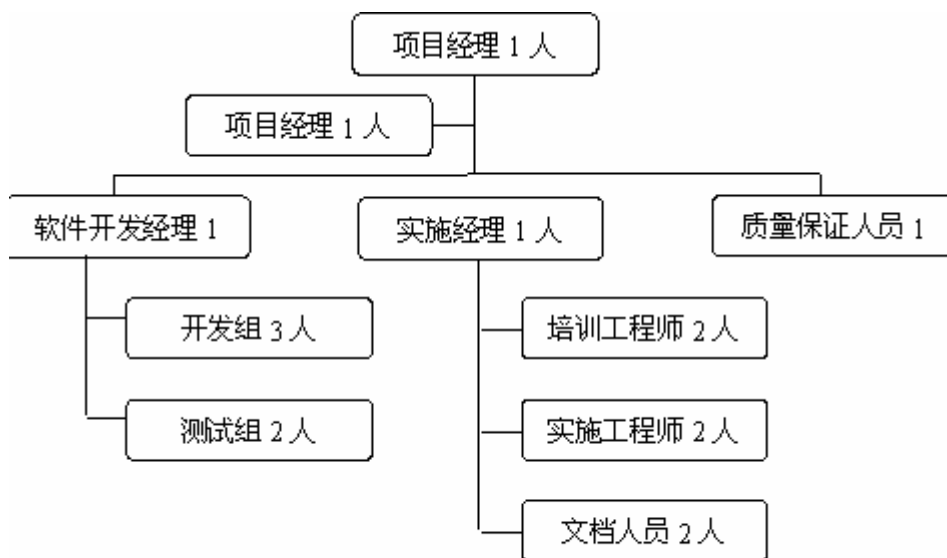 项目经理 1 人
项目经理 1 人
软件开发经理 1
实施经理 1 人
质量保证人员 1
开发组 3 人
培训工程师 2 人
测试组 2 人
实施工程师 2 人
文档人员 2 人